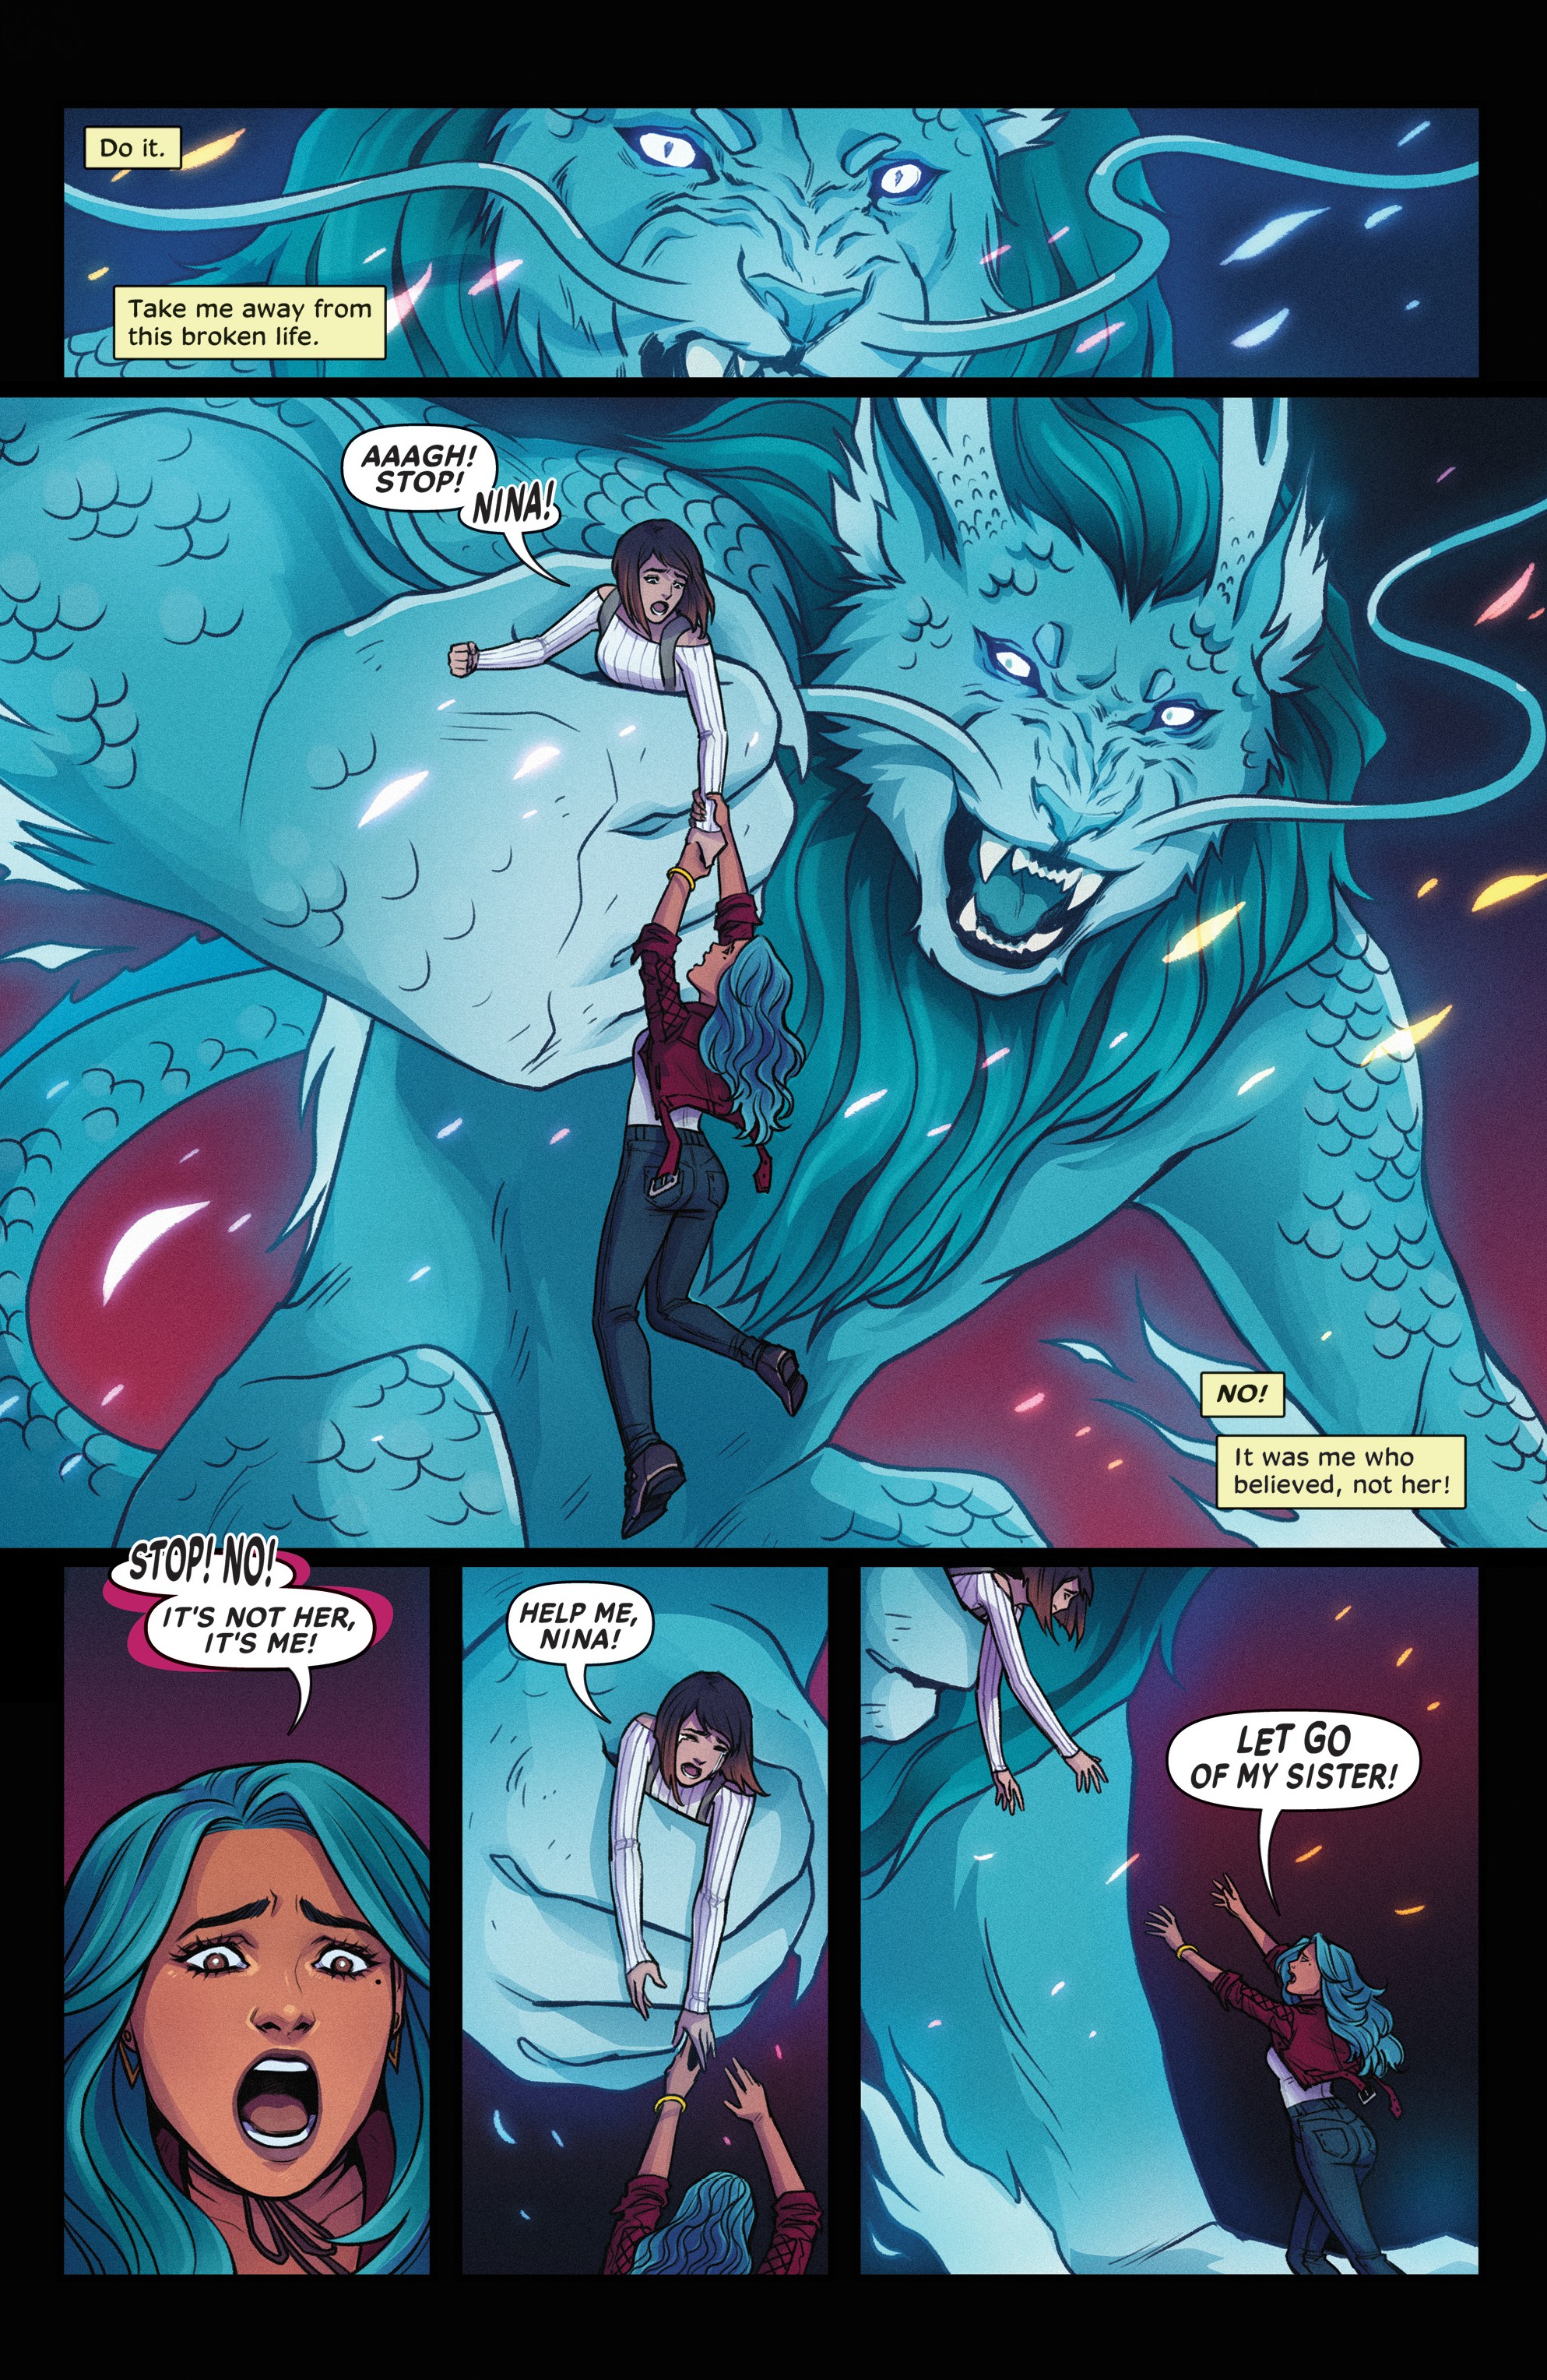 Do it.
Take me away from
this broken life.
AAAGH!
STOP!
NINA!
NO!
It was me who
believed, not her!
STOP! NO!
IT'S NOT HER,
IT'S ME!
HELP ME,
NINA!
LET GO
OF MY SISTER!